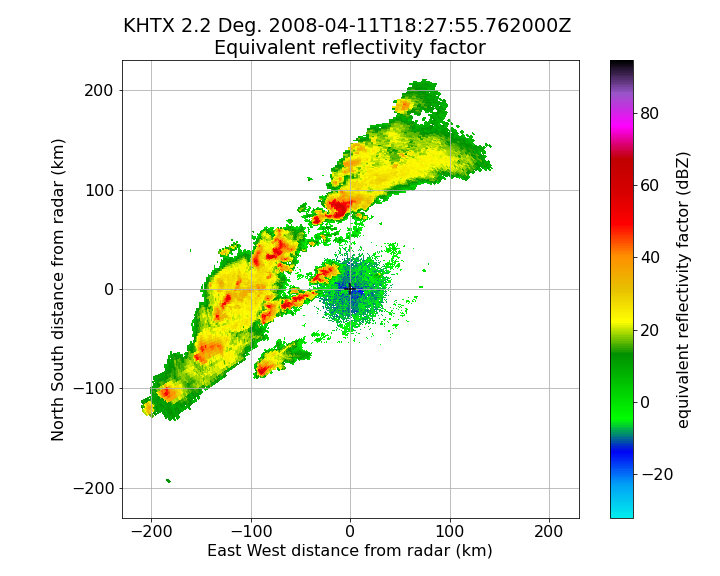 KHTX 2.2 Deg. 2008-04-11T18:27:55.762000Z
Equivalent reflectivity factor
200
100
0
−100
−200
−200 −100 0 100 200
North South distance from radar (km)
East West distance from radar (km)
80
60
40
20
0
−20
equivalent reflectivity factor (dBZ)